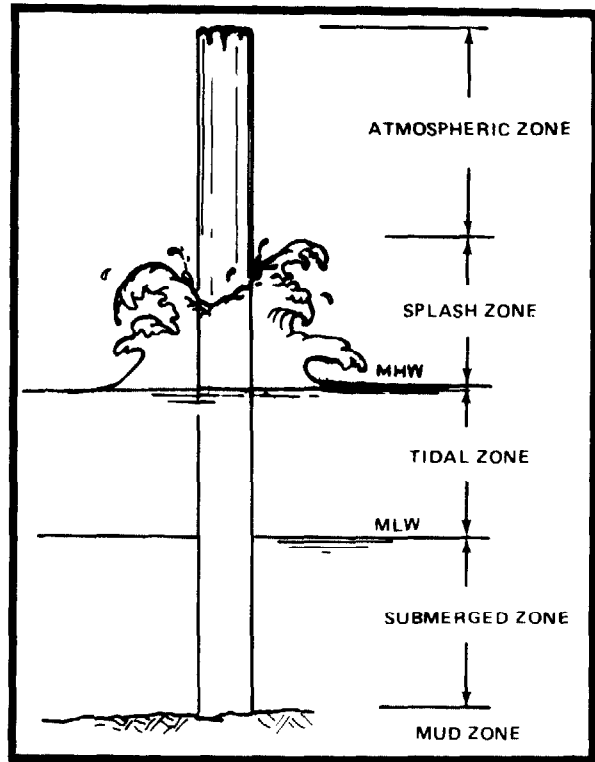 ATMOSPHERIC ZONE
SPLASH ZONE
MHW
TIDAL ZONE
MLW
SUBMERGED ZONE
MUD ZONE